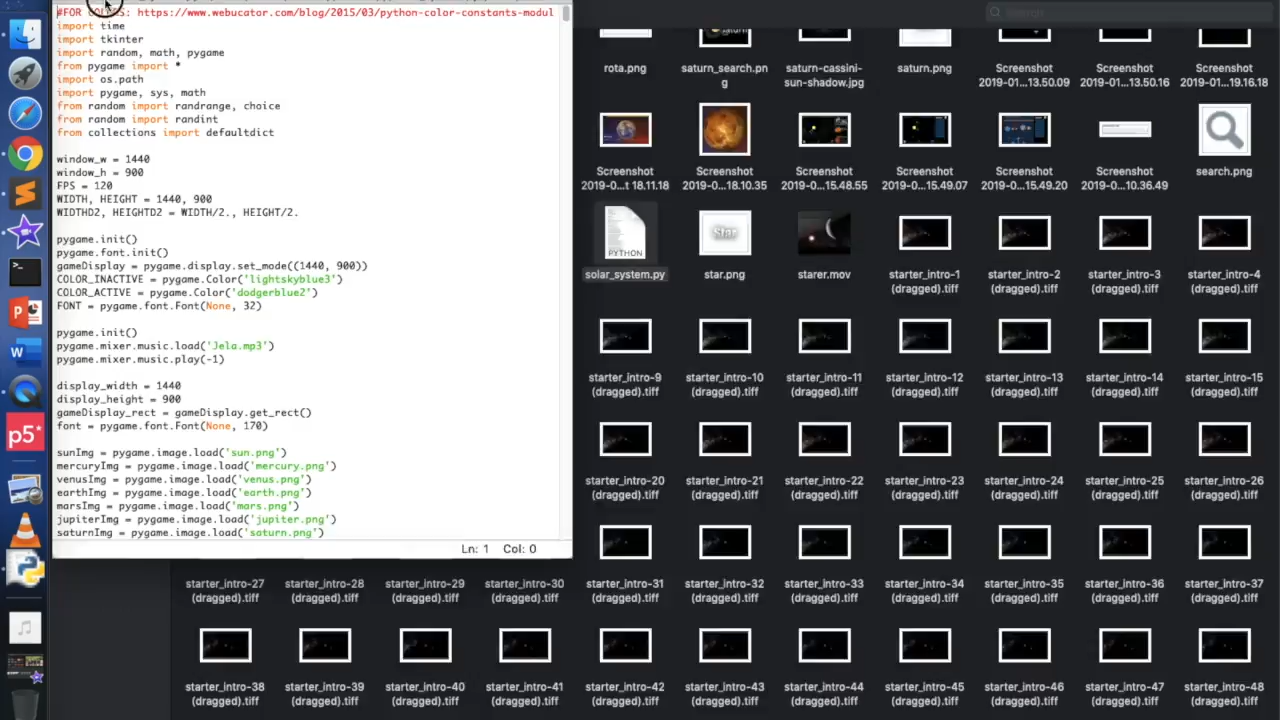 #FOR COLORS: https://www.webucator.com/blog/2015/03/python-color-constants-modul
import time
import tkinter
import random, math, pygame
from pygame import *
import os.path
import pygame, sys, math
from random import randrange, choice
from random import randint
from collections import defaultdict
window_w = 1440
window_h = 900
FPS = 120
WIDTH, HEIGHT = 1440, 900
WIDTHD2, HEIGHTD2 = WIDTH/2., HEIGHT/2.
pygame.init()
pygame.font.init()
gameDisplay = pygame.display.set_mode((1440, 900))
COLOR_INACTIVE = pygame.Color('lightskyblue3')
COLOR_ACTIVE = pygame.Color('dodgerblue2')
FONT = pygame.font.Font(None, 32)
pygame.init()
pygame.mixer.music.load('Jela.mp3')
pygame.mixer.music.play(-1)
display_width = 1440
display_height = 900
gameDisplay_rect = gameDisplay.get_rect()
font = pygame.font.Font(None, 170)
sunImg = pygame.image.load('sun.png')
mercuryImg = pygame.image.load('mercury.png')
venusImg = pygame.image.load('venus.png')
earthImg = pygame.image.load('earth.png')
marsImg = pygame.image.load('mars.png')
jupiterImg = pygame.image.load('jupiter.png')
saturnImg = pygame.image.load('saturn.png')
Ln: 1 Col: 0
Search
rota.png saturn_search.pn saturn-cassini- saturn.png Screenshot Screenshot Screenshot
g sun-shadow.jpg 2019-01...13.50.09 2019-01...13.50.16 2019-01...19.16.18
Screenshot Screenshot Screenshot Screenshot Screenshot Screenshot search.png
2019-0...t 18.11.18 2019-0...18.10.35 2019-0...15.48.55 2019-0...15.49.07 2019-0...15.49.20 2019-0...10.36.49
PYTHON Star
solar_system.py star.png starer.mov starter_intro-1 starter_intro-2 starter_intro-3 starter_intro-4
(dragged).tiff (dragged).tiff (dragged).tiff (dragged).tiff
starter_intro-9 starter_intro-10 starter_intro-11 starter_intro-12 starter_intro-13 starter_intro-14 starter_intro-15
(dragged).tiff (dragged).tiff (dragged).tiff (dragged).tiff (dragged).tiff (dragged).tiff (dragged).tiff
starter_intro-20 starter_intro-21 starter_intro-22 starter_intro-23 starter_intro-24 starter_intro-25 starter_intro-26
(dragged).tiff (dragged).tiff (dragged).tiff (dragged).tiff (dragged).tiff (dragged).tiff (dragged).tiff
starter_intro-27 starter_intro-28 starter_intro-29 starter_intro-30 starter_intro-31 starter_intro-32 starter_intro-33 starter_intro-34 starter_intro-35 starter_intro-36 starter_intro-37
(dragged).tiff (dragged).tiff (dragged).tiff (dragged).tiff (dragged).tiff (dragged).tiff (dragged).tiff (dragged).tiff (dragged).tiff (dragged).tiff (dragged).tiff
starter_intro-38 starter_intro-39 starter_intro-40 starter_intro-41 starter_intro-42 starter_intro-43 starter_intro-44 starter_intro-45 starter_intro-46 starter_intro-47 starter_intro-48
(dragged).tiff (dragged).tiff (dragged).tiff (dragged).tiff (dragged).tiff (dragged).tiff (dragged).tiff (dragged).tiff (dragged).tiff (dragged).tiff (dragged).tiff
p5*